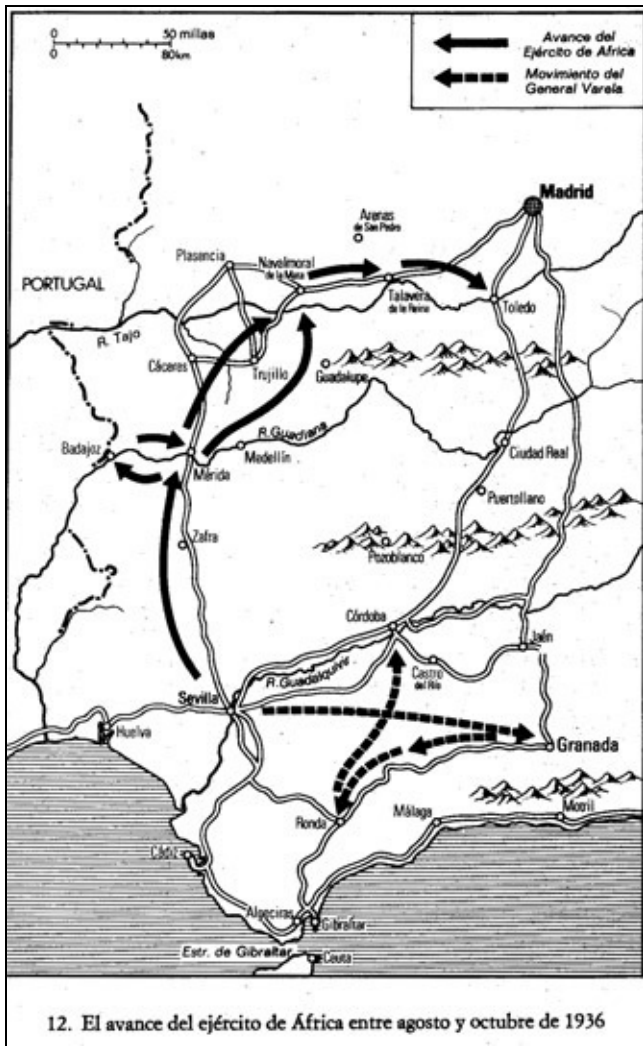 0 50 millas
0 80km
Avance del
Ejército de Africa
Movimiento del
General Varela
Madrid
Arenas
de San Pedro
Plasencia
Navalmoral
de la Mata
PORTUGAL
Talavera
de la Reina
Toledo
R. Tajo
Cáceres
Trujillo
Guadalupe
R. Guadiana
Ciudad Real
Badajoz
Mérida
Medellín
Puertollano
Zafra
Pozoblanco
Córdoba
Jaén
R. Guadalquivir
Castro
del Río
Sevilla
Huelva
Granada
Ronda
Málaga
Motril
Cádiz
Algeciras
Gibraltar
Estr. de Gibraltar
Ceuta
12. El avance del ejército de África entre agosto y octubre de 1936